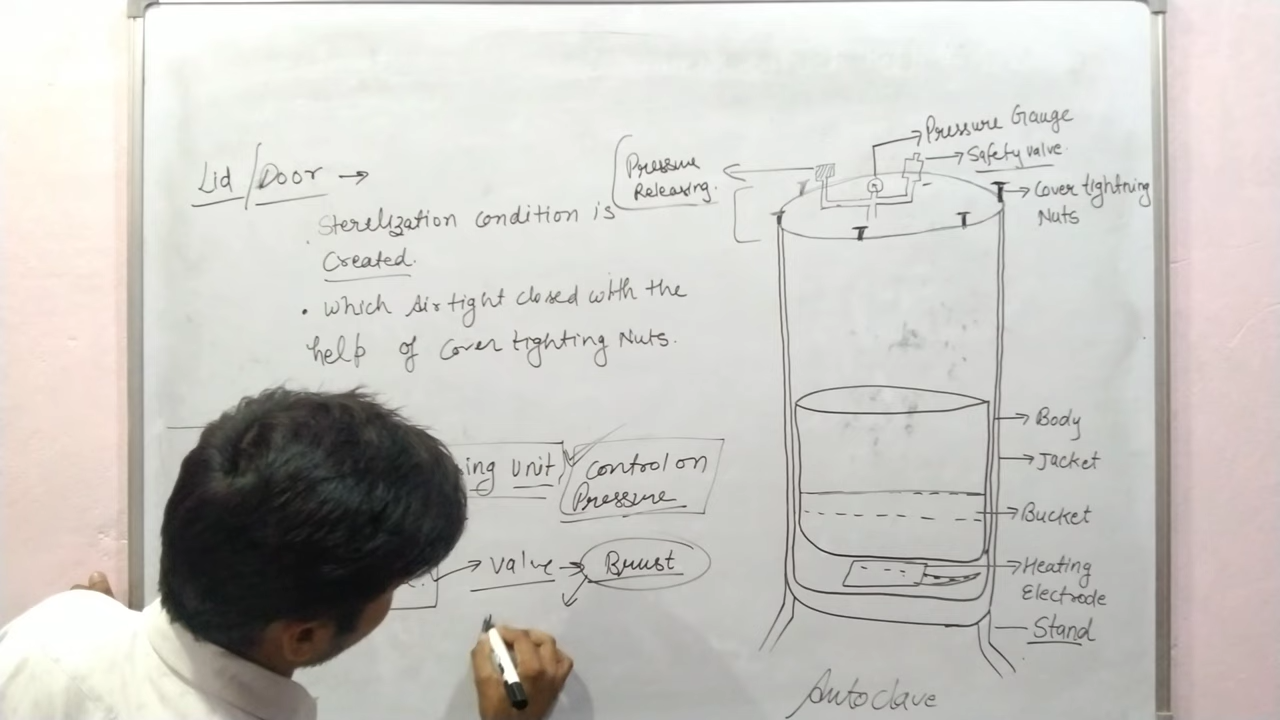 Lid/Door →
Sterelization condition is
Created.
• which Air tight closed with the
help of Cover tighting Nuts.
ing Unit
Control on
Pressure
→ Valve → Brust
Pressure
Releasing.
Pressure Gauge
Safety valve.
Cover tightning
Nuts
Body
Jacket
Bucket
Heating
Electrode
Stand
Autoclave